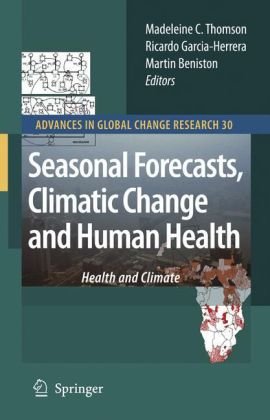 Madeleine C. Thomson
Ricardo Garcia-Herrera
Martin Beniston
Editors
ADVANCES IN GLOBAL CHANGE RESEARCH 30
Seasonal Forecasts,
Climatic Change
and Human Health
Health and Climate
Springer